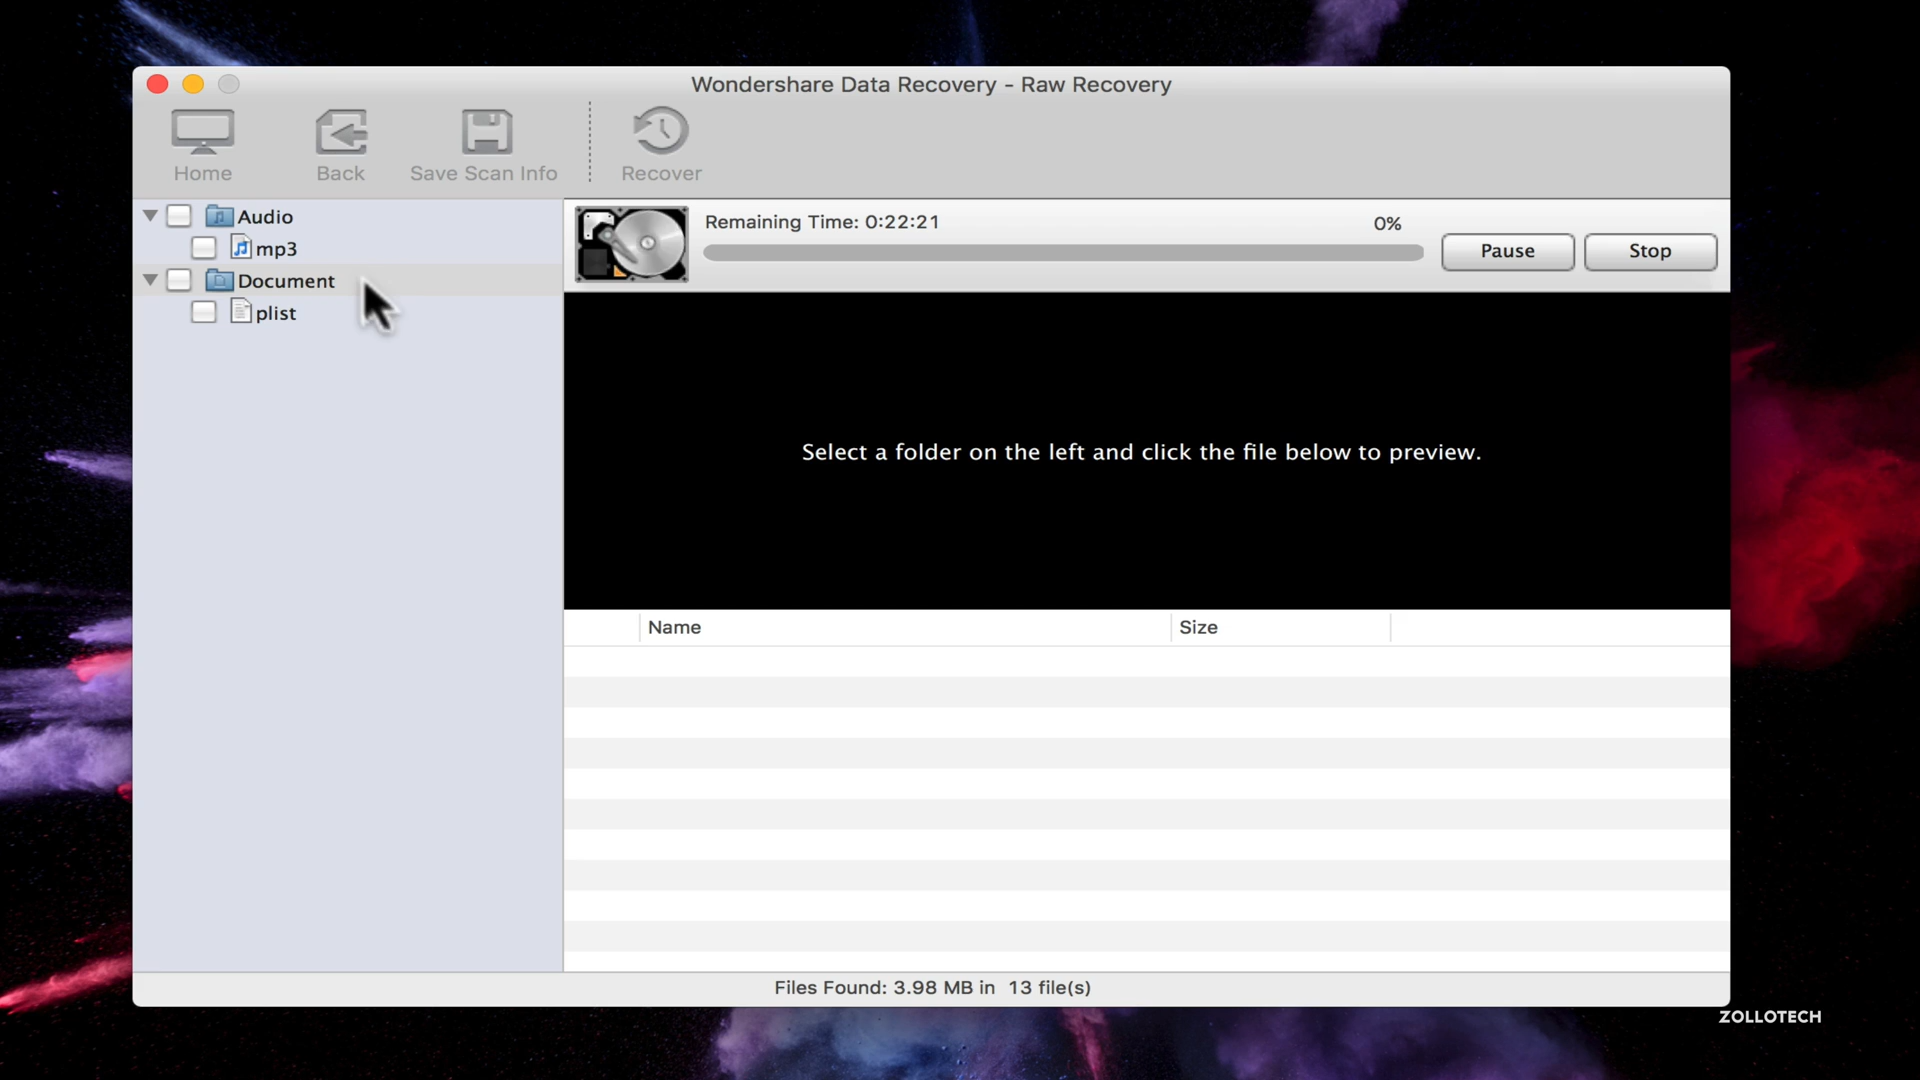 Wondershare Data Recovery - Raw Recovery
Home
Back
Save Scan Info
Recover
Audio
mp3
Document
plist
Remaining Time: 0:22:21
0%
Pause
Stop
Select a folder on the left and click the file below to preview.
Name
Size
Files Found: 3.98 MB in 13 file(s)
ZOLLOTECH